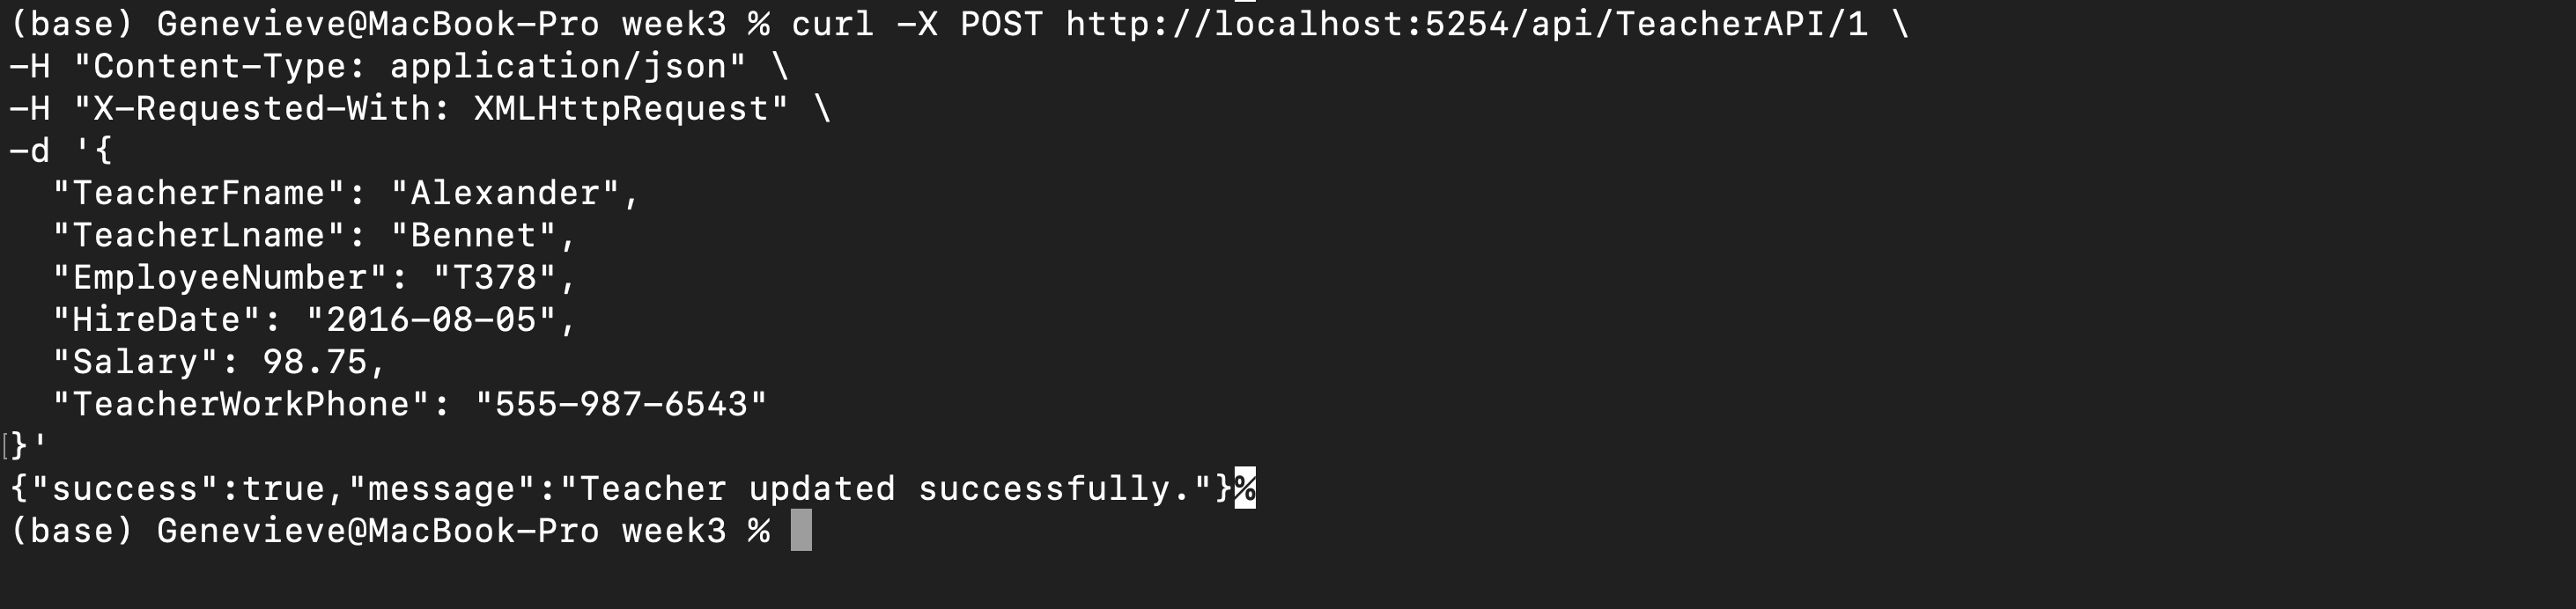 (base) Genevieve@MacBook-Pro week3 % curl -X POST http://localhost:5254/api/TeacherAPI/1 \
-H "Content-Type: application/json" \
-H "X-Requested-With: XMLHttpRequest" \
-d '{
  "TeacherFname": "Alexander",
  "TeacherLname": "Bennet",
  "EmployeeNumber": "T378",
  "HireDate": "2016-08-05",
  "Salary": 98.75,
  "TeacherWorkPhone": "555-987-6543"
}'
{"success":true,"message":"Teacher updated successfully."}%
(base) Genevieve@MacBook-Pro week3 %